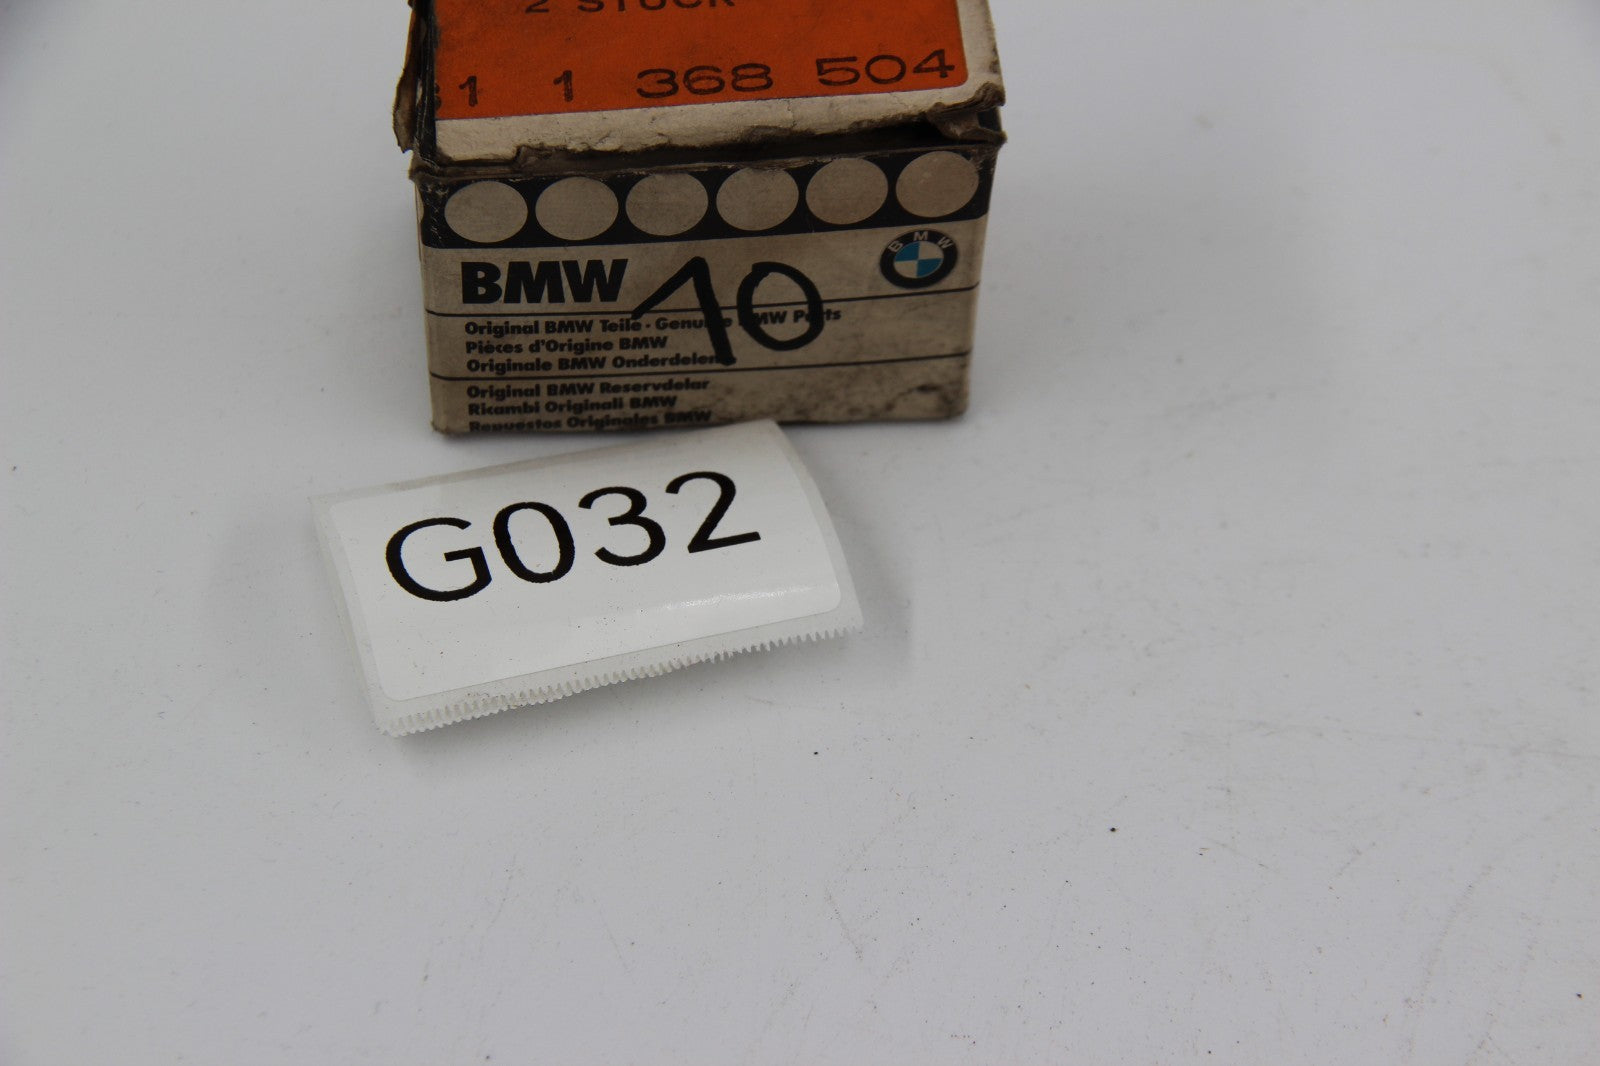 2 STÜCK
1 1 368 504
BMW
BMW 10
Original BMW Teile · Genuine BMW Parts
Pièces d'Origine BMW
Originale BMW Onderdelen
Original BMW Reservdelar
Ricambi Originali BMW
Repuestos Originales BMW
G032